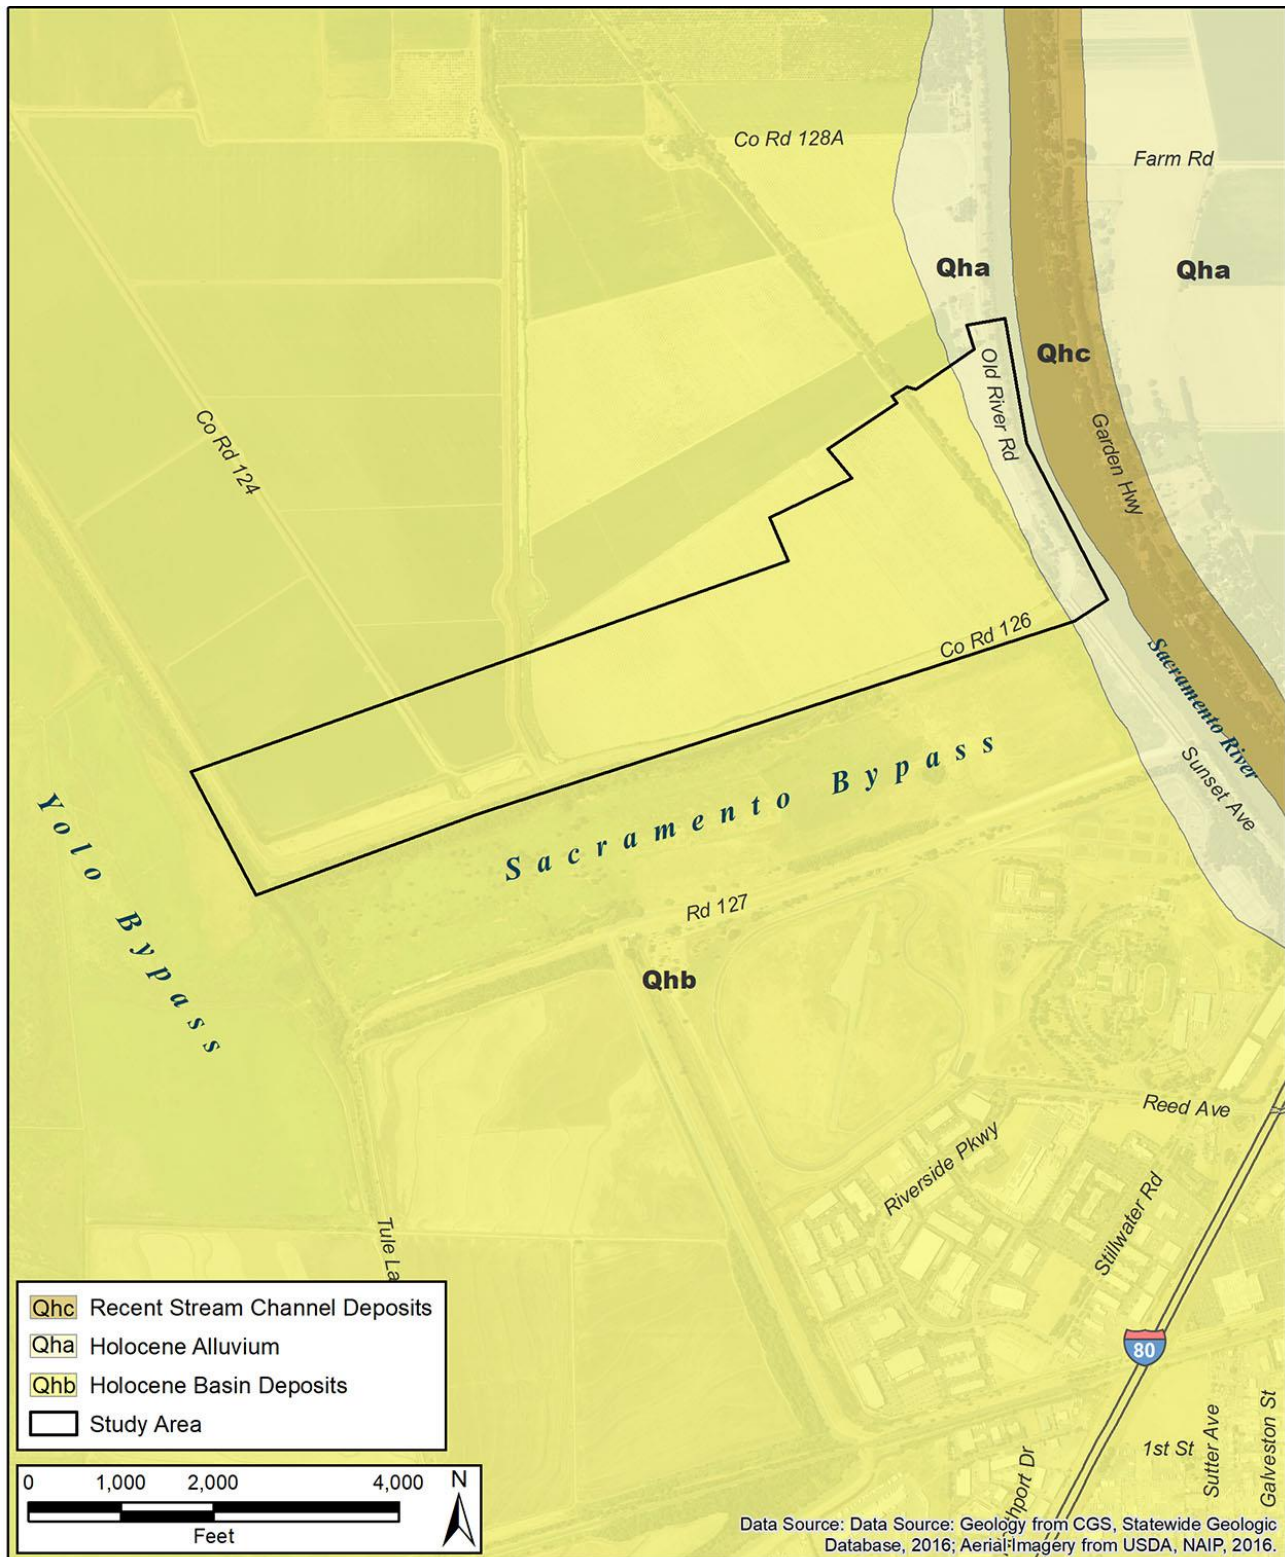 Co Rd 128A
Farm Rd
Qha
Qha
Qhc
Old River Rd
Co Rd 124
Garden Hwy
Co Rd 126
Sacramento River
Sacramento Bypass
Sunset Ave
Yolo Bypass
Rd 127
Qhb
Reed Ave
Riverside Pkwy
Stillwater Rd
Tule La
80
Qhc Recent Stream Channel Deposits
Qha Holocene Alluvium
Qhb Holocene Basin Deposits
Study Area
1st St
Sutter Ave
Galveston St
hport Dr
0 1,000 2,000 4,000
Feet
N
Data Source: Data Source: Geology from CGS, Statewide Geologic
Database, 2016; Aerial Imagery from USDA, NAIP, 2016.